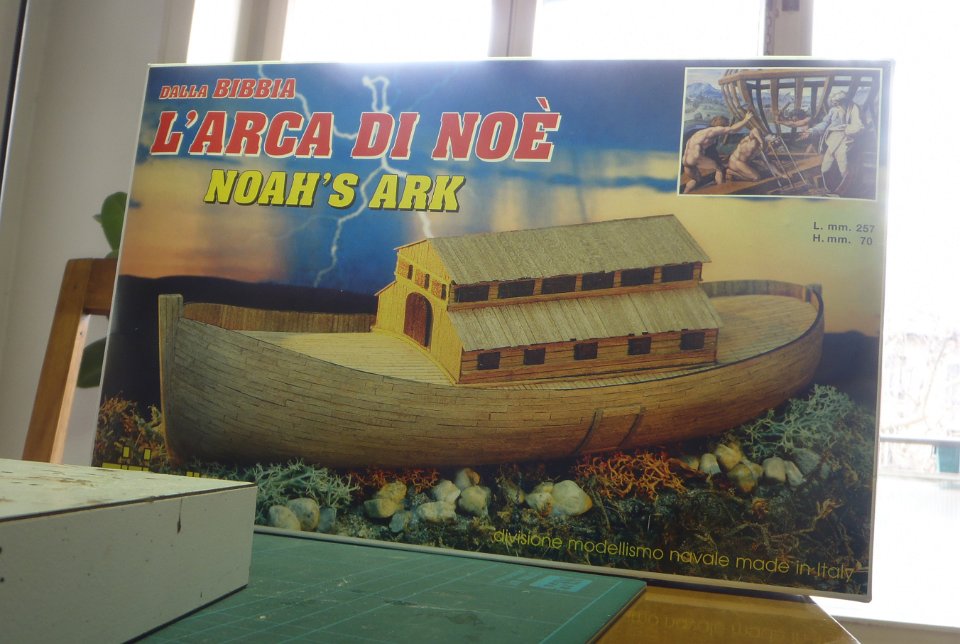 DALLA BIBBIA
L'ARCA DI NOÈ
NOAH'S ARK
L. mm. 257
H. mm. 70
divisione modellismo navale made in Italy